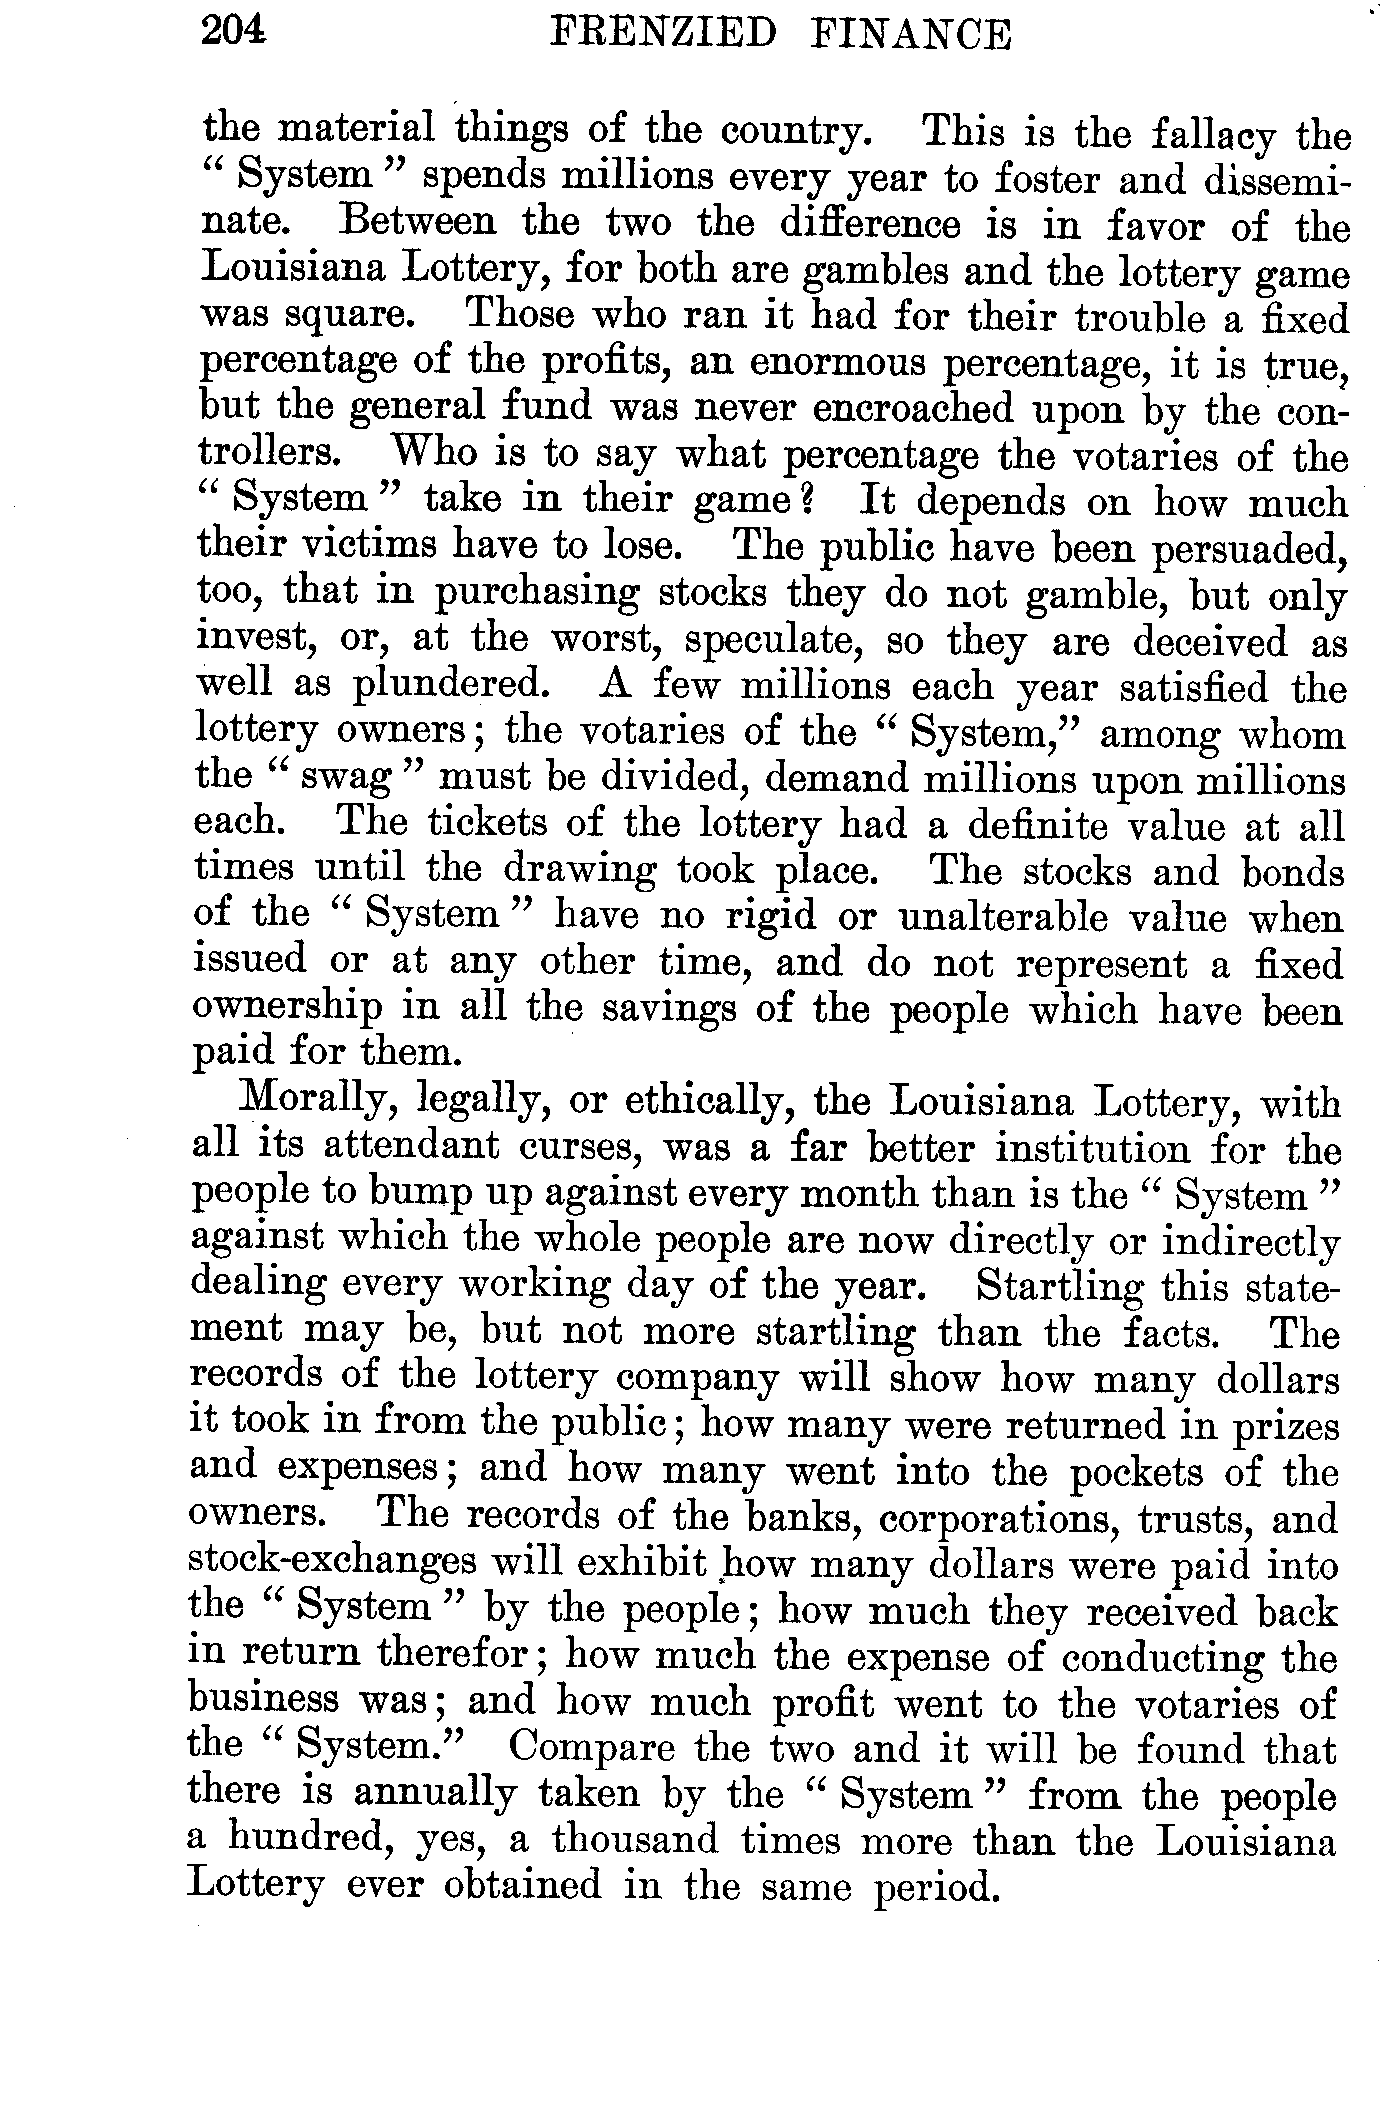 204 FRENZIED FINANCE
the material things of the country. This is the fallacy the
“ System ” spends millions every year to foster and dissemi-
nate. Between the two the difference is in favor of the
Louisiana Lottery, for both are gambles and the lottery game
was square. Those who ran it had for their trouble a fixed
percentage of the profits, an enormous percentage, it is true,
but the general fund was never encroached upon by the con-
trollers. Who is to say what percentage the votaries of the
“ System ” take in their game? It depends on how much
their victims have to lose. The public have been persuaded,
too, that in purchasing stocks they do not gamble, but only
invest, or, at the worst, speculate, so they are deceived as
well as plundered. A few millions each year satisfied the
lottery owners; the votaries of the “ System,” among whom
the “ swag ” must be divided, demand millions upon millions
each. The tickets of the lottery had a definite value at all
times until the drawing took place. The stocks and bonds
of the “ System ” have no rigid or unalterable value when
issued or at any other time, and do not represent a fixed
ownership in all the savings of the people which have been
paid for them.
Morally, legally, or ethically, the Louisiana Lottery, with
all its attendant curses, was a far better institution for the
people to bump up against every month than is the “ System ”
against which the whole people are now directly or indirectly
dealing every working day of the year. Startling this state-
ment may be, but not more startling than the facts. The
records of the lottery company will show how many dollars
it took in from the public; how many were returned in prizes
and expenses; and how many went into the pockets of the
owners. The records of the banks, corporations, trusts, and
stock-exchanges will exhibit how many dollars were paid into
the “ System ” by the people; how much they received back
in return therefor; how much the expense of conducting the
business was; and how much profit went to the votaries of
the “ System.” Compare the two and it will be found that
there is annually taken by the “ System ” from the people
a hundred, yes, a thousand times more than the Louisiana
Lottery ever obtained in the same period.